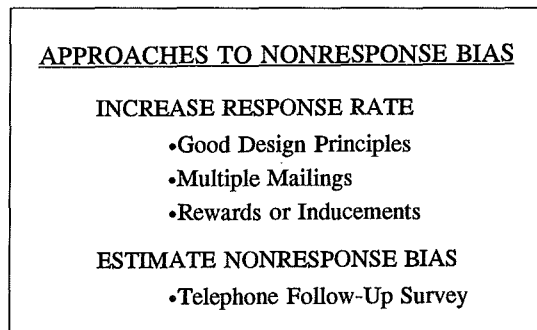 APPROACHES TO NONRESPONSE BIAS
INCREASE RESPONSE RATE
•Good Design Principles
•Multiple Mailings
•Rewards or Inducements
ESTIMATE NONRESPONSE BIAS
•Telephone Follow-Up Survey